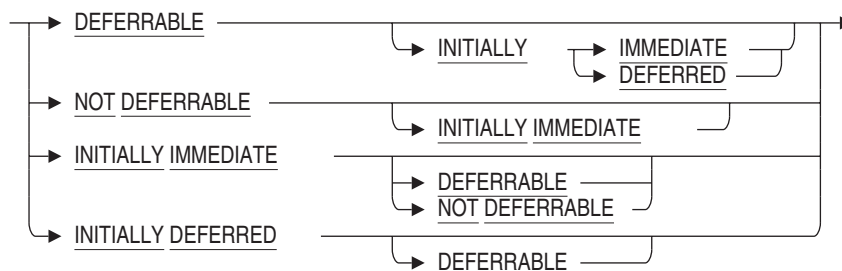 DEFERRABLE
INITIALLY IMMEDIATE
DEFERRED
NOT DEFERRABLE
INITIALLY IMMEDIATE
INITIALLY IMMEDIATE
DEFERRABLE
NOT DEFERRABLE
INITIALLY DEFERRED
DEFERRABLE